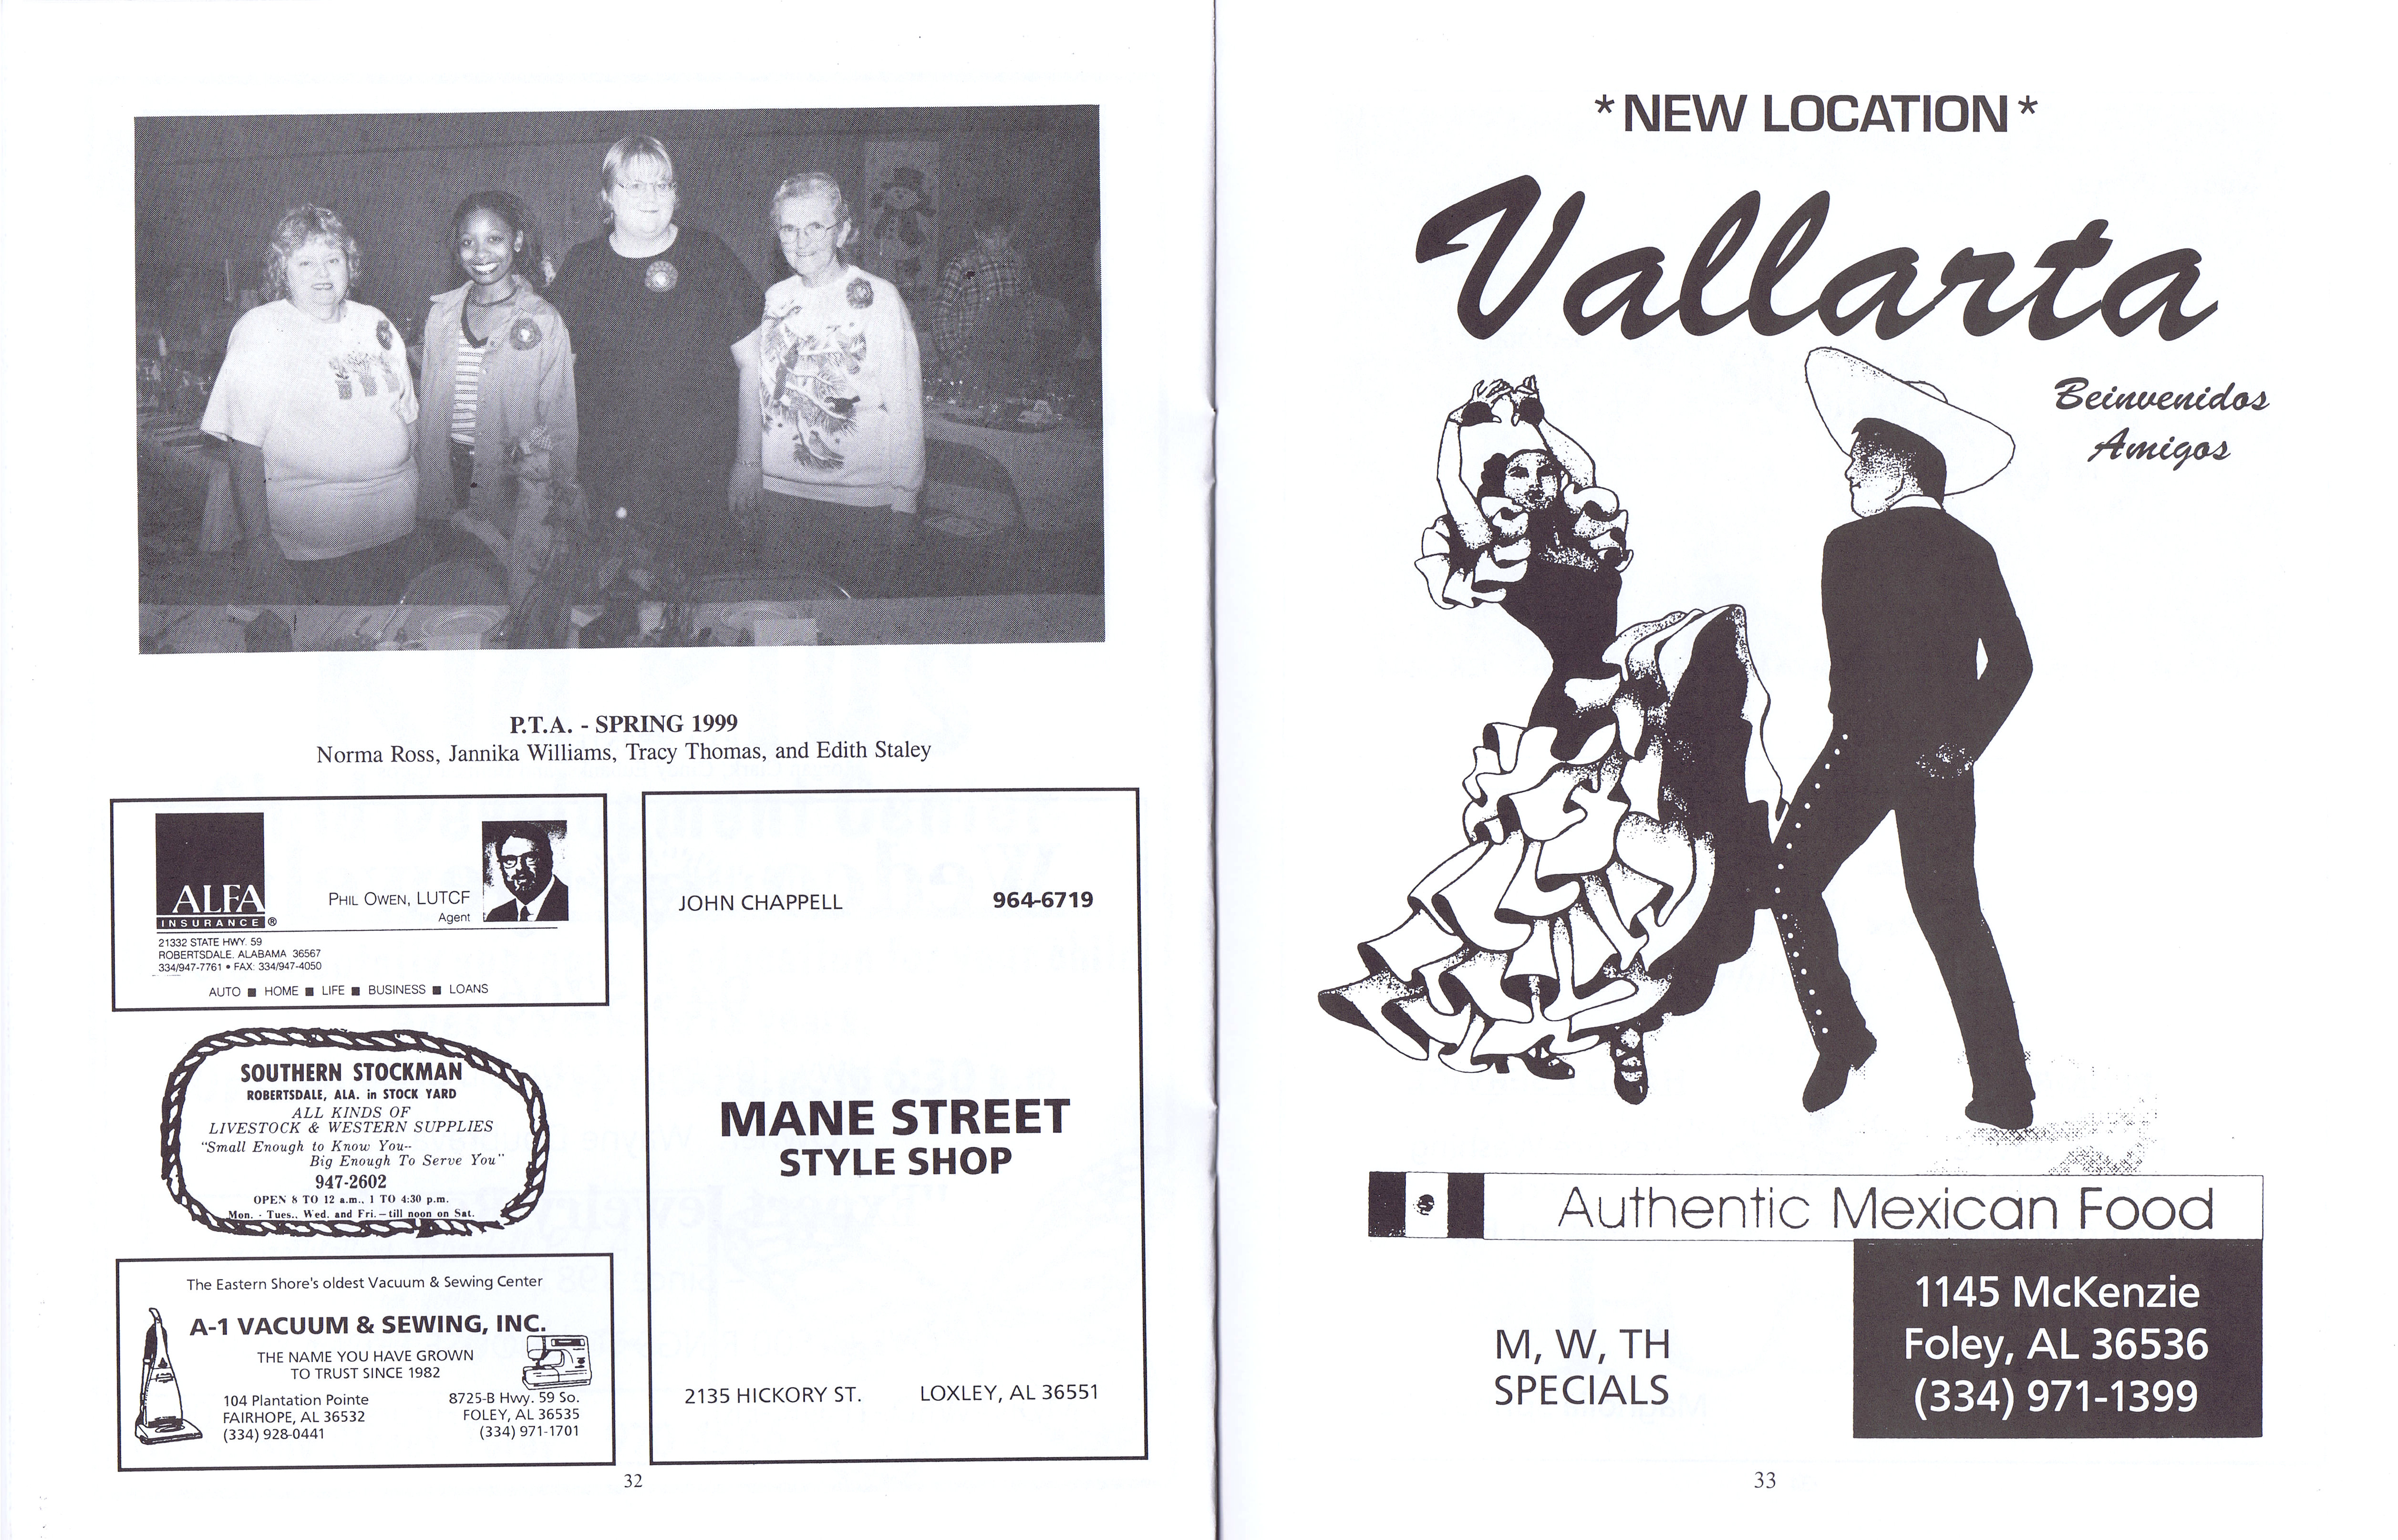 P.T.A. - SPRING 1999
Norma Ross, Jannika Williams, Tracy Thomas, and Edith Staley
ALFA
INSURANCE®
PHIL OWEN, LUTCF
Agent
21332 STATE HWY. 59
ROBERTSDALE. ALABAMA 36567
334/947-7761 • FAX: 334/947-4050
AUTO ■ HOME ■ LIFE ■ BUSINESS ■ LOANS
SOUTHERN STOCKMAN
ROBERTSDALE, ALA. in STOCK YARD
ALL KINDS OF
LIVESTOCK & WESTERN SUPPLIES
"Small Enough to Know You--
Big Enough To Serve You"
947-2602
OPEN 8 TO 12 a.m., 1 TO 4:30 p.m.
Mon. - Tues., Wed. and Fri. — till noon on Sat.
The Eastern Shore's oldest Vacuum & Sewing Center
A-1 VACUUM & SEWING, INC.
THE NAME YOU HAVE GROWN
TO TRUST SINCE 1982
104 Plantation Pointe
FAIRHOPE, AL 36532
(334) 928-0441
8725-B Hwy. 59 So.
FOLEY, AL 36535
(334) 971-1701
JOHN CHAPPELL 964-6719
MANE STREET
STYLE SHOP
2135 HICKORY ST. LOXLEY, AL 36551
32
*NEW LOCATION*
Vallarta
Beinvenidos
Amigos
Authentic Mexican Food
M, W, TH
SPECIALS
1145 McKenzie
Foley, AL 36536
(334) 971-1399
33